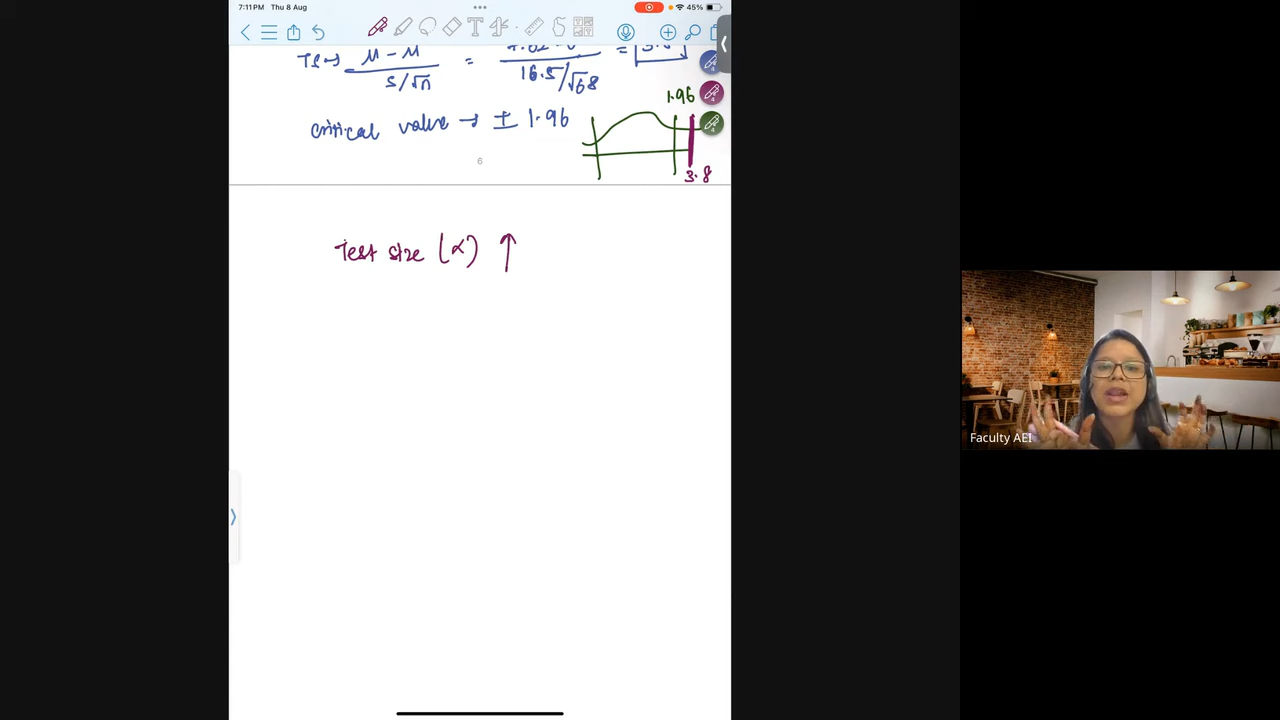 7:11 PM Thu 8 Aug
45%
TS → μ - μ / s/√n = / 16.5/√68 =
1.96
critical value → ± 1.96
6
3.8
Test size (α) ↑
Faculty AEI